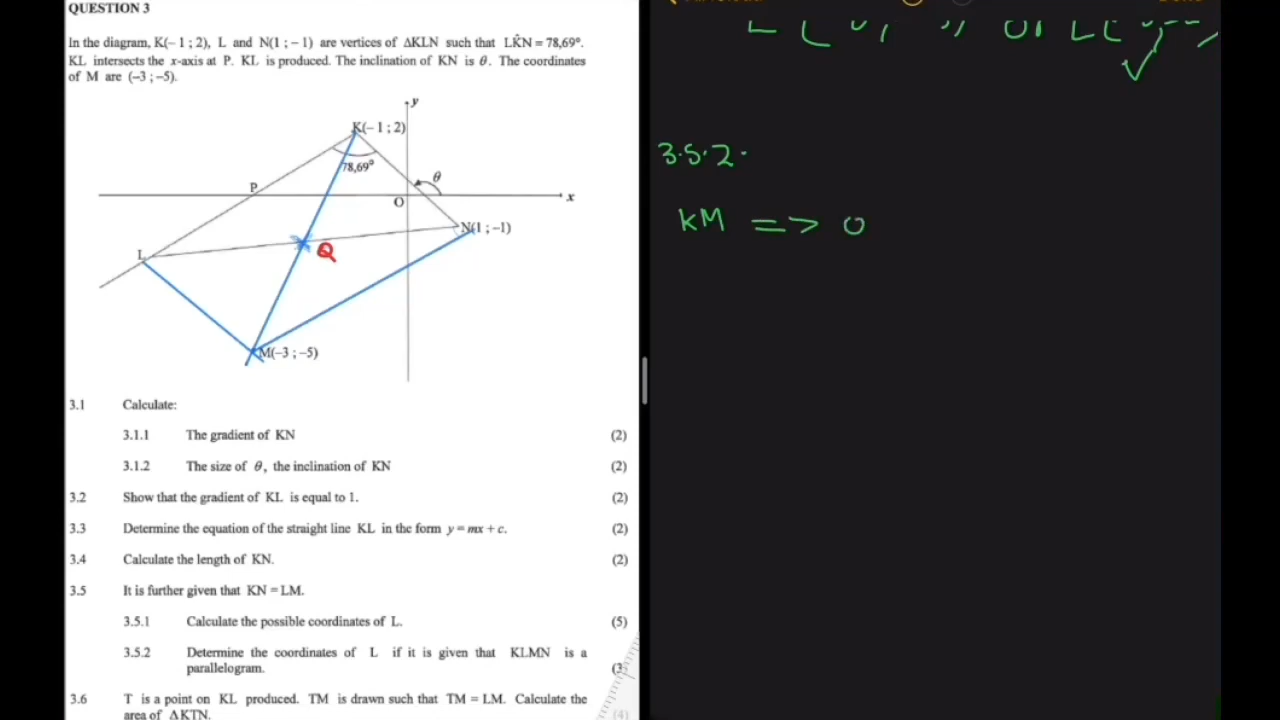 QUESTION 3
In the diagram, K(– 1 ; 2), L and N(1 ; – 1) are vertices of ΔKLN such that LK̂N = 78,69°.
KL intersects the x-axis at P. KL is produced. The inclination of KN is θ. The coordinates
of M are (–3 ; –5).
y
K(– 1 ; 2)
78,69°
θ
P
O
x
N(1 ; –1)
L
Q
M(–3 ; –5)
3.1 Calculate:
3.1.1 The gradient of KN (2)
3.1.2 The size of θ, the inclination of KN (2)
3.2 Show that the gradient of KL is equal to 1. (2)
3.3 Determine the equation of the straight line KL in the form y = mx + c. (2)
3.4 Calculate the length of KN. (2)
3.5 It is further given that KN = LM.
3.5.1 Calculate the possible coordinates of L. (5)
3.5.2 Determine the coordinates of L if it is given that KLMN is a
parallelogram. (3
3.6 T is a point on KL produced. TM is drawn such that TM = LM. Calculate the
area of ΔKTN. (4)
3.5.2.
KM => O